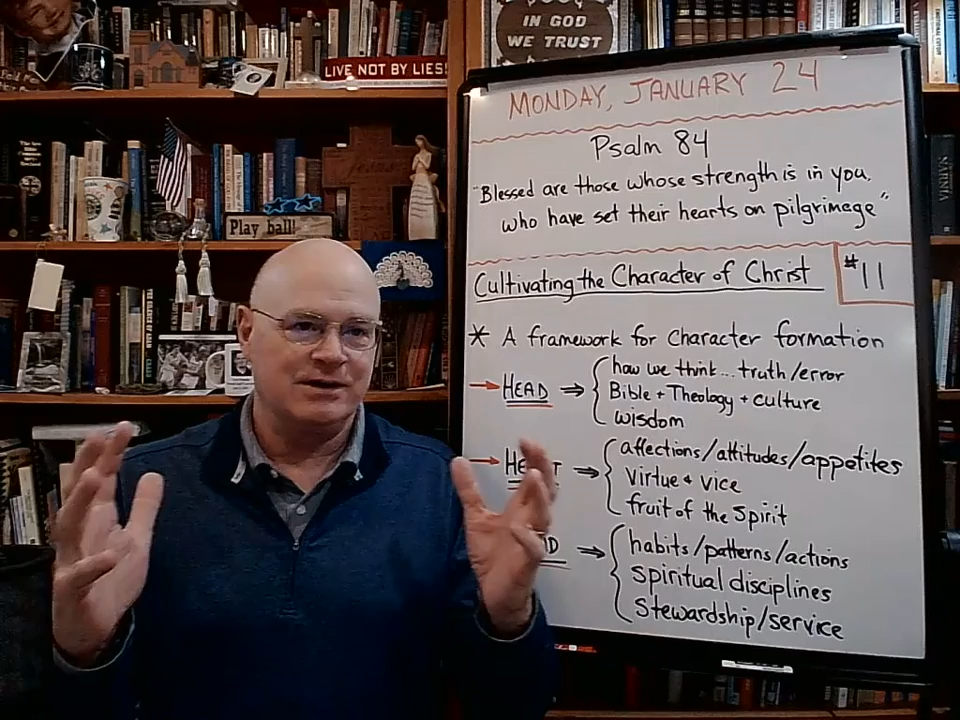 IN GOD
WE TRUST
LIVE NOT BY LIES!
Play ball!
MONDAY, JANUARY 24
Psalm 84
"Blessed are those whose strength is in you,
who have set their hearts on pilgrimage"
Cultivating the Character of Christ
#11
* A framework for Character formation
→ HEAD ⇒ { how we think... truth/error
Bible + Theology + culture
wisdom
→ ⇒ { affections/attitudes/appetites
virtue + vice
fruit of the Spirit
⇒ { habits/patterns/actions
spiritual disciplines
Stewardship/service